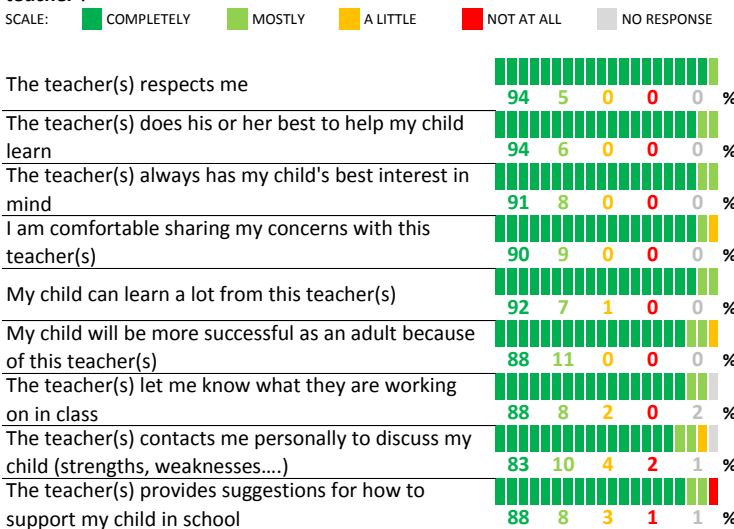 SCALE: COMPLETELY MOSTLY A LITTLE NOT AT ALL NO RESPONSE
The teacher(s) respects me
94 5 0 0 0 %
The teacher(s) does his or her best to help my child
learn
94 6 0 0 0 %
The teacher(s) always has my child's best interest in
mind
91 8 0 0 0 %
I am comfortable sharing my concerns with this
teacher(s)
90 9 0 0 0 %
My child can learn a lot from this teacher(s)
92 7 1 0 0 %
My child will be more successful as an adult because
of this teacher(s)
88 11 0 0 0 %
The teacher(s) let me know what they are working
on in class
88 8 2 0 2 %
The teacher(s) contacts me personally to discuss my
child (strengths, weaknesses....)
83 10 4 2 1 %
The teacher(s) provides suggestions for how to
support my child in school
88 8 3 1 1 %